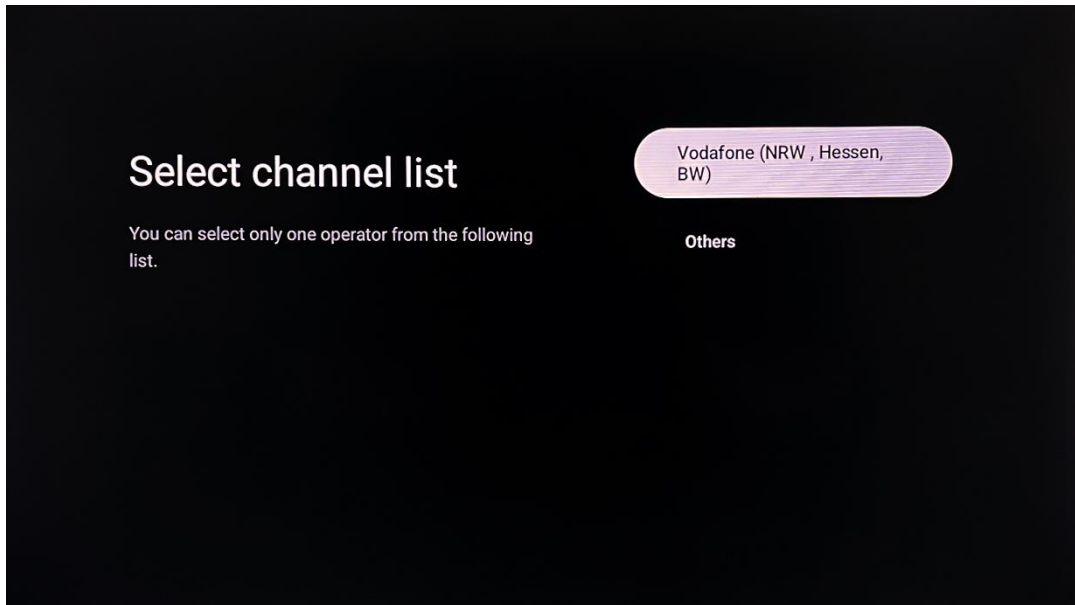 Select channel list
You can select only one operator from the following
list.
Vodafone (NRW , Hessen,
BW)
Others